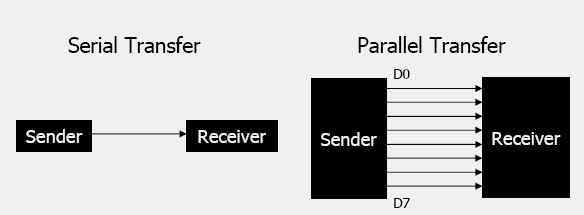 Serial Transfer
Sender
Receiver
Parallel Transfer
D0
Sender
Receiver
D7